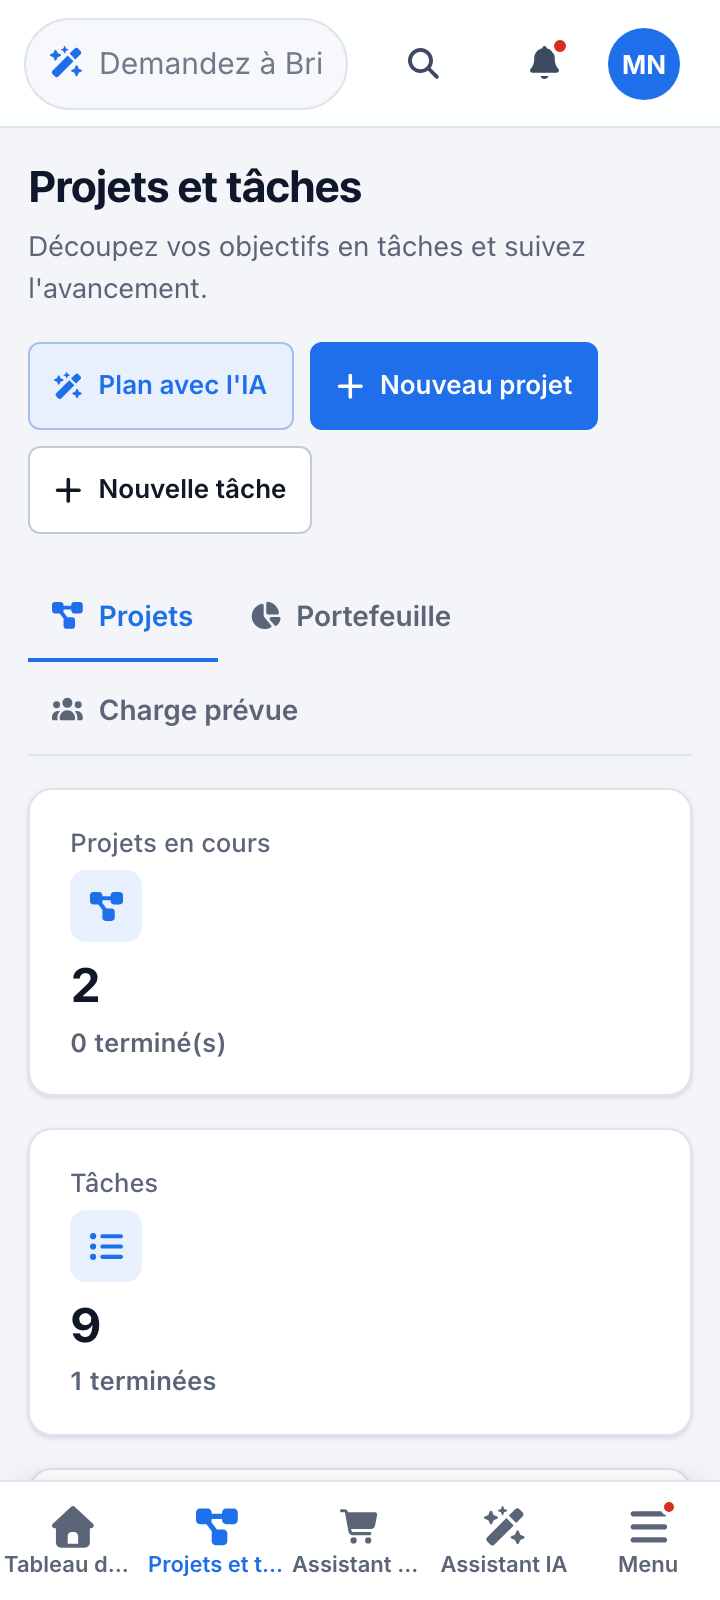 Demandez à Bri
MN
Projets et tâches
Découpez vos objectifs en tâches et suivez
l'avancement.
Plan avec l'IA
Nouveau projet
Nouvelle tâche
Projets
Portefeuille
Charge prévue
Projets en cours
2
0 terminé(s)
Tâches
9
1 terminées
Tableau d...
Projets et t...
Assistant ...
Assistant IA
Menu